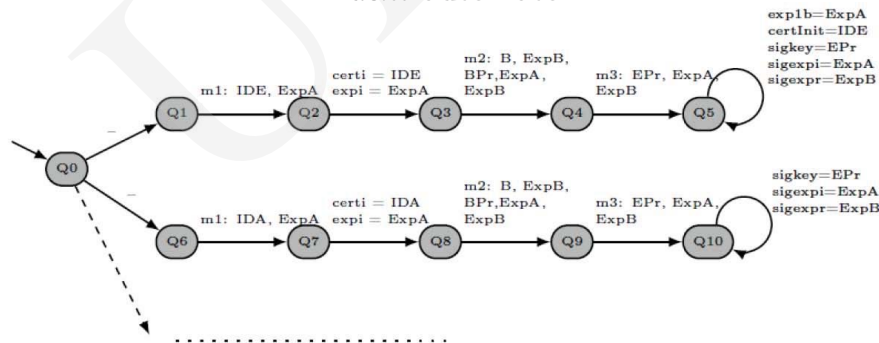 exp1b=ExpA
certInit=IDE
sigkey=EPr
sigexpi=ExpA
sigexpr=ExpB
m1: IDE, ExpA
certi = IDE
expi = ExpA
m2: B, ExpB,
BPr,ExpA,
ExpB
m3: EPr, ExpA,
ExpB
Q1
Q2
Q3
Q4
Q5
–
Q0
–
m1: IDA, ExpA
certi = IDA
expi = ExpA
m2: B, ExpB,
BPr,ExpA,
ExpB
m3: EPr, ExpA,
ExpB
sigkey=EPr
sigexpi=ExpA
sigexpr=ExpB
Q6
Q7
Q8
Q9
Q10